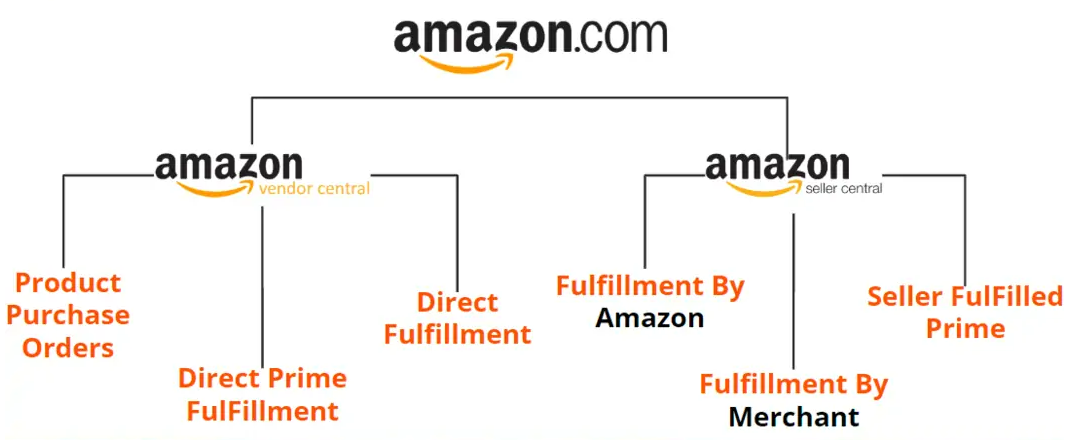 amazon.com
amazon
vendor central
amazon
seller central
Product
Purchase
Orders
Direct Prime
FulFillment
Direct
Fulfillment
Fulfillment By
Amazon
Fulfillment By
Merchant
Seller FulFilled
Prime